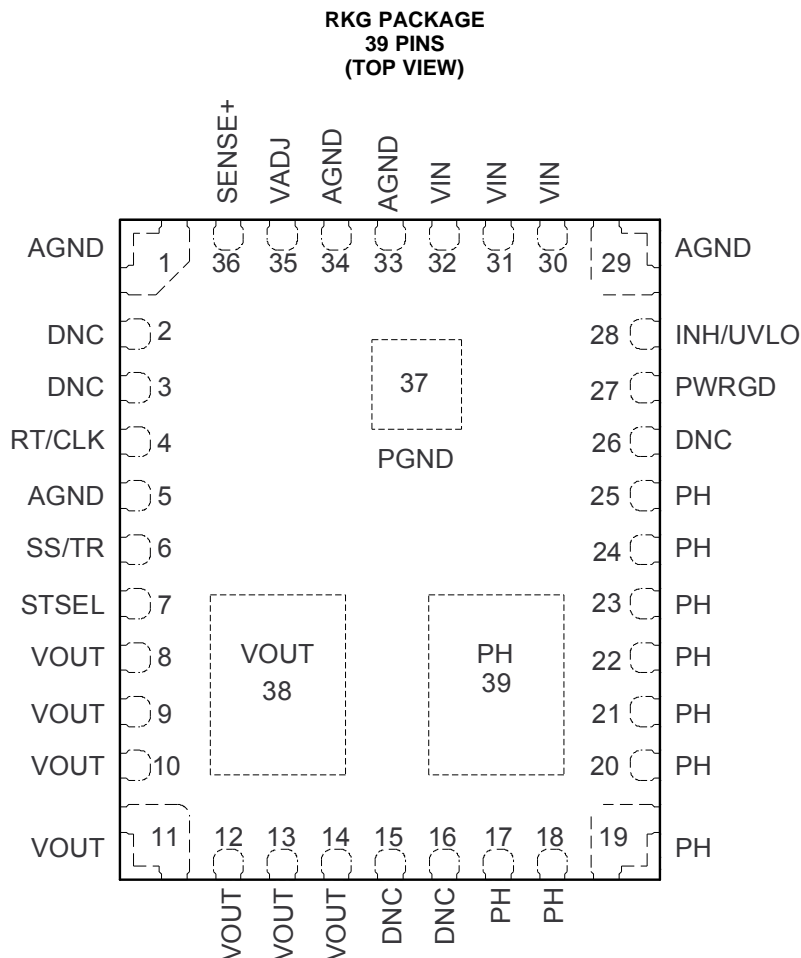 RKG PACKAGE
39 PINS
(TOP VIEW)
SENSE+
VADJ
AGND
AGND
VIN
VIN
VIN
AGND
1
36
35
34
33
32
31
30
29
AGND
DNC
2
28
INH/UVLO
DNC
3
37
27
PWRGD
RT/CLK
4
PGND
26
DNC
AGND
5
25
PH
SS/TR
6
24
PH
STSEL
7
23
PH
VOUT
8
VOUT
38
PH
39
22
PH
VOUT
9
21
PH
VOUT
10
20
PH
VOUT
11
12
13
14
15
16
17
18
19
PH
VOUT
VOUT
VOUT
DNC
DNC
PH
PH